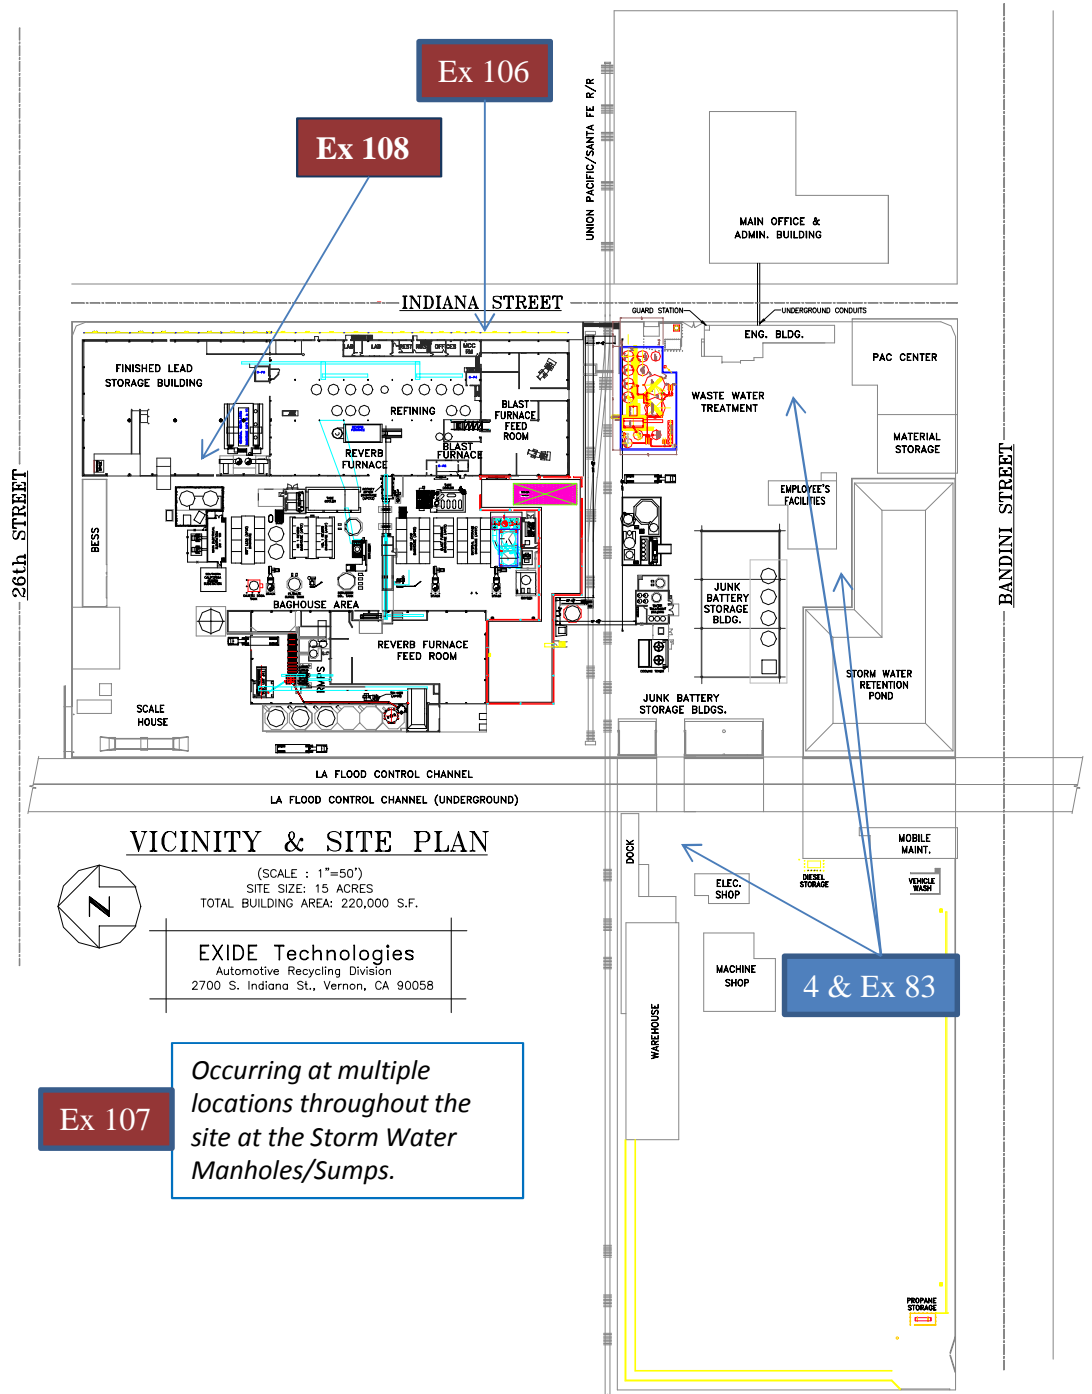 Ex 106
Ex 108
UNION PACIFIC/SANTA FE R/R
MAIN OFFICE &
ADMIN. BUILDING
INDIANA STREET
GUARD STATION
UNDERGROUND CONDUITS
ENG. BLDG.
PAC CENTER
FINISHED LEAD
STORAGE BUILDING
LAB
LAB
REST
OFFICES
MCC
RM
REFINING
BLAST
FURNACE
FEED
ROOM
WASTE WATER
TREATMENT
MATERIAL
STORAGE
REVERB
FURNACE
BLAST
FURNACE
26th STREET
BESS
BANDINI STREET
EMPLOYEE'S
FACILITIES
BAGHOUSE AREA
JUNK
BATTERY
STORAGE
BLDG.
REVERB FURNACE
FEED ROOM
RMPS
STORM WATER
RETENTION
POND
SCALE
HOUSE
JUNK BATTERY
STORAGE BLDGS.
LA FLOOD CONTROL CHANNEL
LA FLOOD CONTROL CHANNEL (UNDERGROUND)
VICINITY & SITE PLAN
(SCALE : 1"=50')
SITE SIZE: 15 ACRES
TOTAL BUILDING AREA: 220,000 S.F.
N
EXIDE Technologies
Automotive Recycling Division
2700 S. Indiana St., Vernon, CA 90058
DOCK
MOBILE
MAINT.
ELEC.
SHOP
DIESEL
STORAGE
VEHICLE
WASH
MACHINE
SHOP
4 & Ex 83
WAREHOUSE
Ex 107
Occurring at multiple
locations throughout the
site at the Storm Water
Manholes/Sumps.
PROPANE
STORAGE